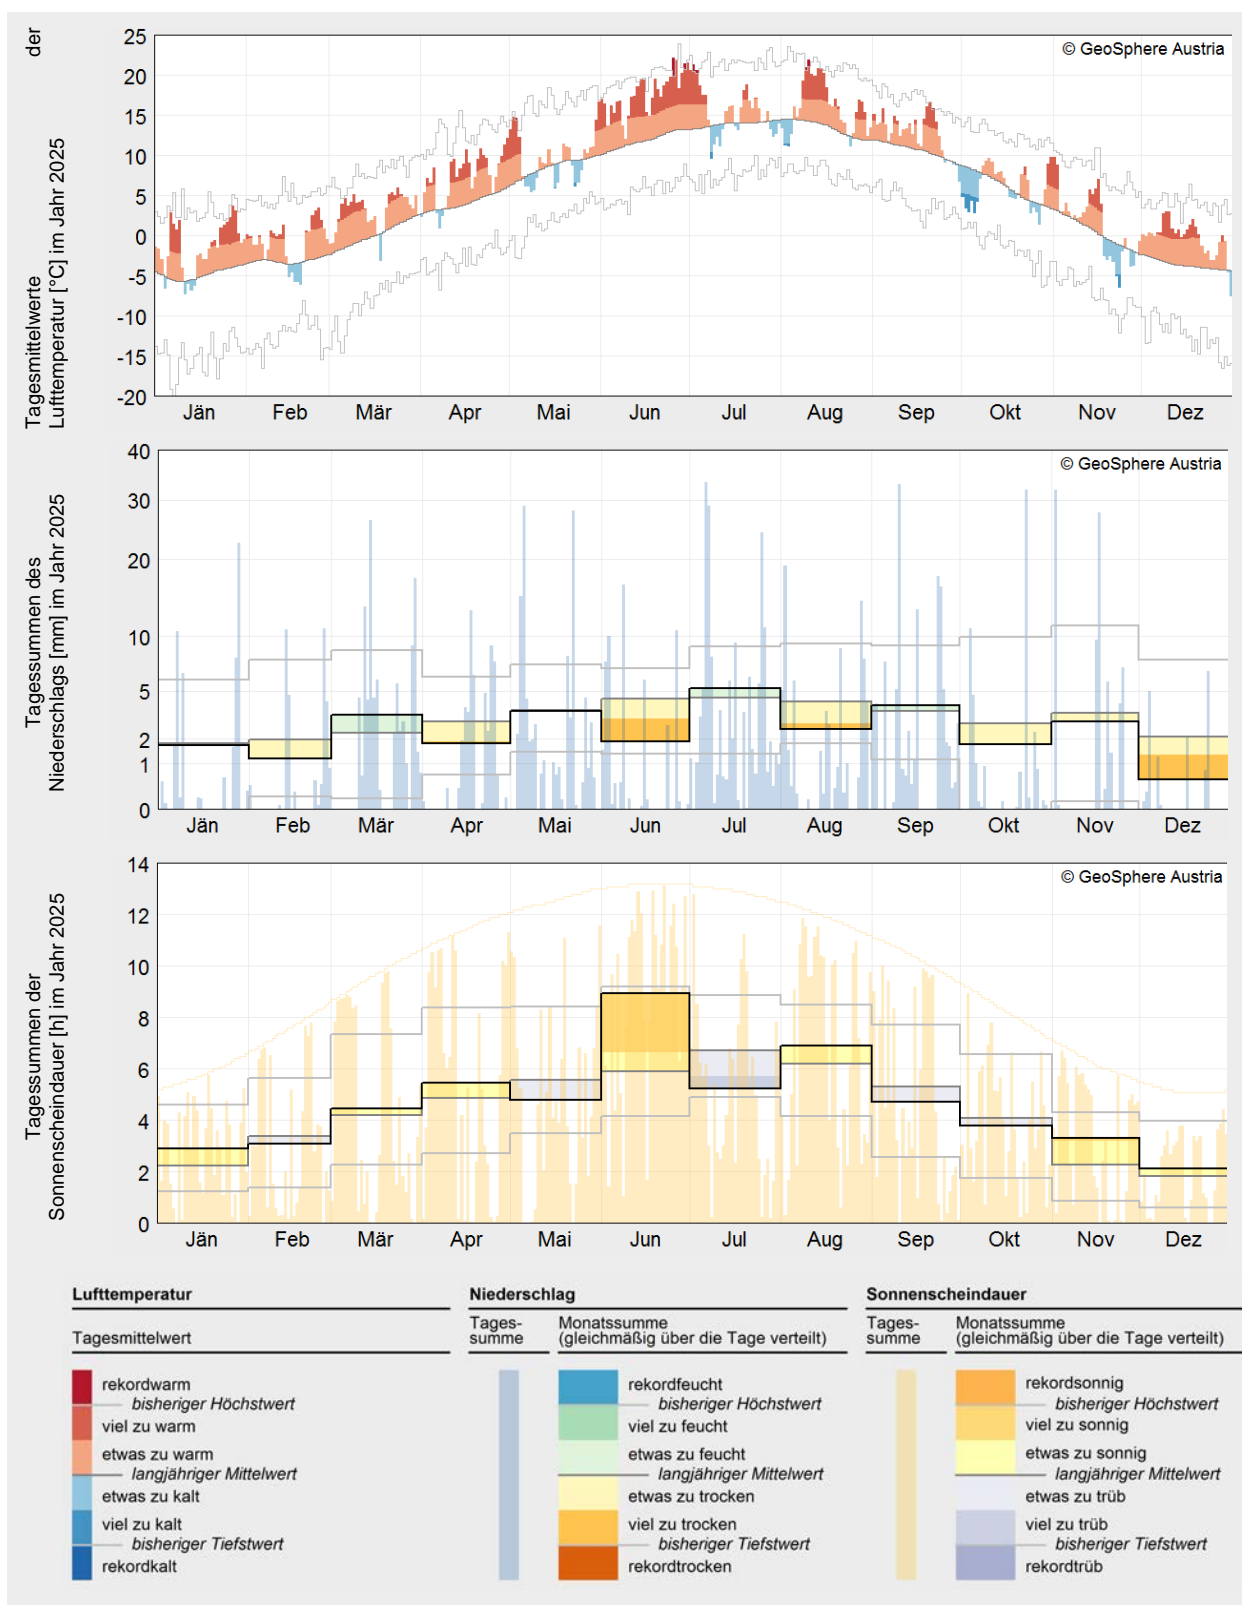 der
Tagesmittelwerte
Lufttemperatur [°C] im Jahr 2025
© GeoSphere Austria
25
20
15
10
5
0
-5
-10
-15
-20
Jän Feb Mär Apr Mai Jun Jul Aug Sep Okt Nov Dez
Tagessummen des
Niederschlags [mm] im Jahr 2025
© GeoSphere Austria
40
30
20
10
5
2
1
0
Jän Feb Mär Apr Mai Jun Jul Aug Sep Okt Nov Dez
Tagessummen der
Sonnenscheindauer [h] im Jahr 2025
© GeoSphere Austria
14
12
10
8
6
4
2
0
Jän Feb Mär Apr Mai Jun Jul Aug Sep Okt Nov Dez
Lufttemperatur
Tagesmittelwert
rekordwarm
bisheriger Höchstwert
viel zu warm
etwas zu warm
langjähriger Mittelwert
etwas zu kalt
viel zu kalt
bisheriger Tiefstwert
rekordkalt
Niederschlag
Tages-
summe
Monatssumme
(gleichmäßig über die Tage verteilt)
rekordfeucht
bisheriger Höchstwert
viel zu feucht
etwas zu feucht
langjähriger Mittelwert
etwas zu trocken
viel zu trocken
bisheriger Tiefstwert
rekordtrocken
Sonnenscheindauer
Tages-
summe
Monatssumme
(gleichmäßig über die Tage verteilt)
rekordsonnig
bisheriger Höchstwert
viel zu sonnig
etwas zu sonnig
langjähriger Mittelwert
etwas zu trüb
viel zu trüb
bisheriger Tiefstwert
rekordtrüb